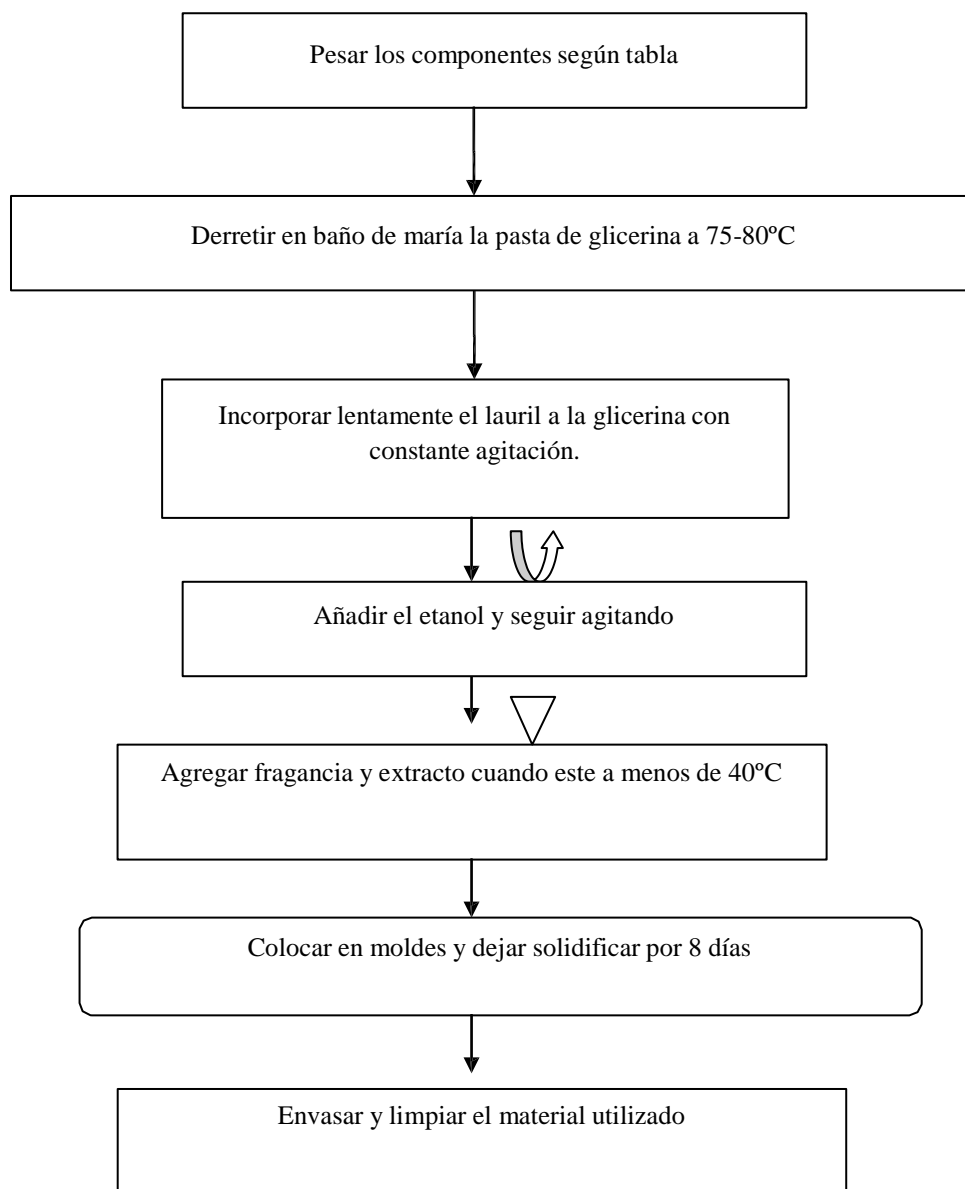 Pesar los componentes según tabla
Derretir en baño de maría la pasta de glicerina a 75-80ºC
Incorporar lentamente el lauril a la glicerina con
constante agitación.
Añadir el etanol y seguir agitando
Agregar fragancia y extracto cuando este a menos de 40ºC
Colocar en moldes y dejar solidificar por 8 días
Envasar y limpiar el material utilizado